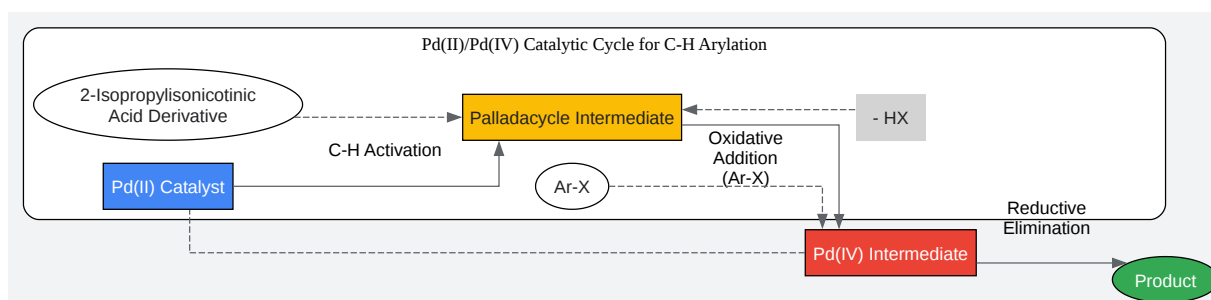 Pd(II)/Pd(IV) Catalytic Cycle for C-H Arylation
2-Isopropylisonicotinic
Acid Derivative
Palladacycle Intermediate
- HX
C-H Activation
Oxidative
Addition
(Ar-X)
Pd(II) Catalyst
Ar-X
Reductive
Elimination
Pd(IV) Intermediate
Product